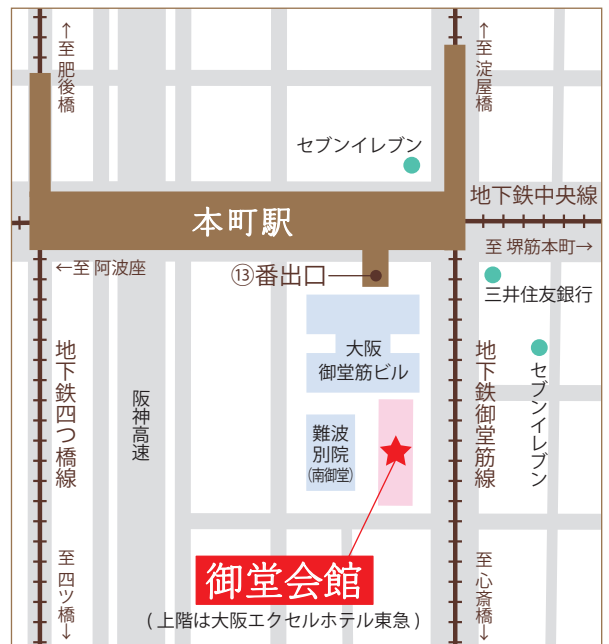 ↑至 肥後橋
↑至 淀屋橋
セブンイレブン
地下鉄中央線
本町駅
至 堺筋本町→
←至 阿波座
⑬番出口
三井住友銀行
大阪
御堂筋ビル
地下鉄四つ橋線
阪神高速
地下鉄御堂筋線
セブンイレブン
難波
別院
(南御堂)
至 四ツ橋↓
至 心斎橋↓
御堂会館
( 上階は大阪エクセルホテル東急 )